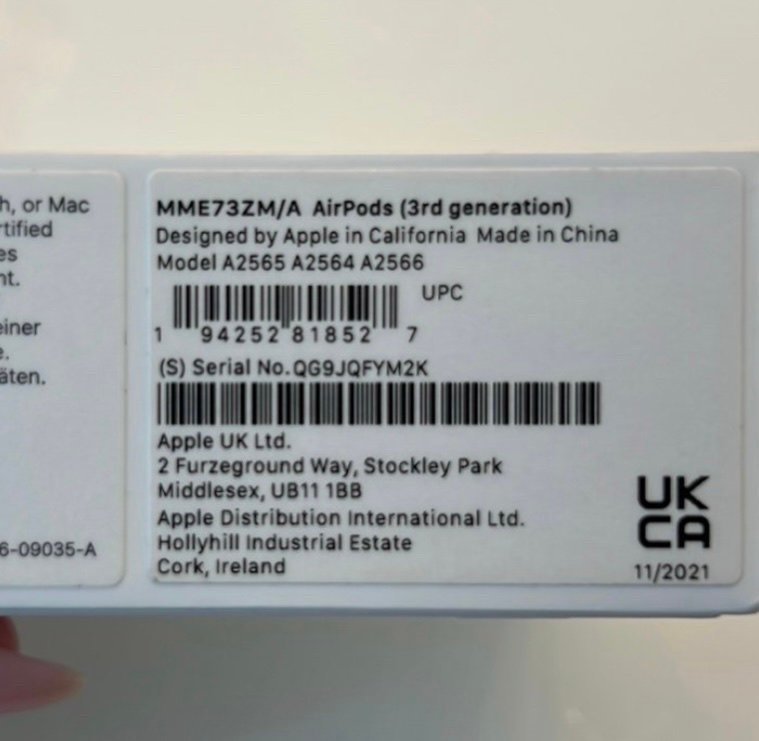 h, or Mac
rtified
es
nt.
einer
e.
äten.
6-09035-A
MME73ZM/A AirPods (3rd generation)
Designed by Apple in California Made in China
Model A2565 A2564 A2566
UPC
1 94252 81852 7
(S) Serial No. QG9JQFYM2K
Apple UK Ltd.
2 Furzeground Way, Stockley Park
Middlesex, UB11 1BB
Apple Distribution International Ltd.
Hollyhill Industrial Estate
Cork, Ireland
UK
CA
11/2021